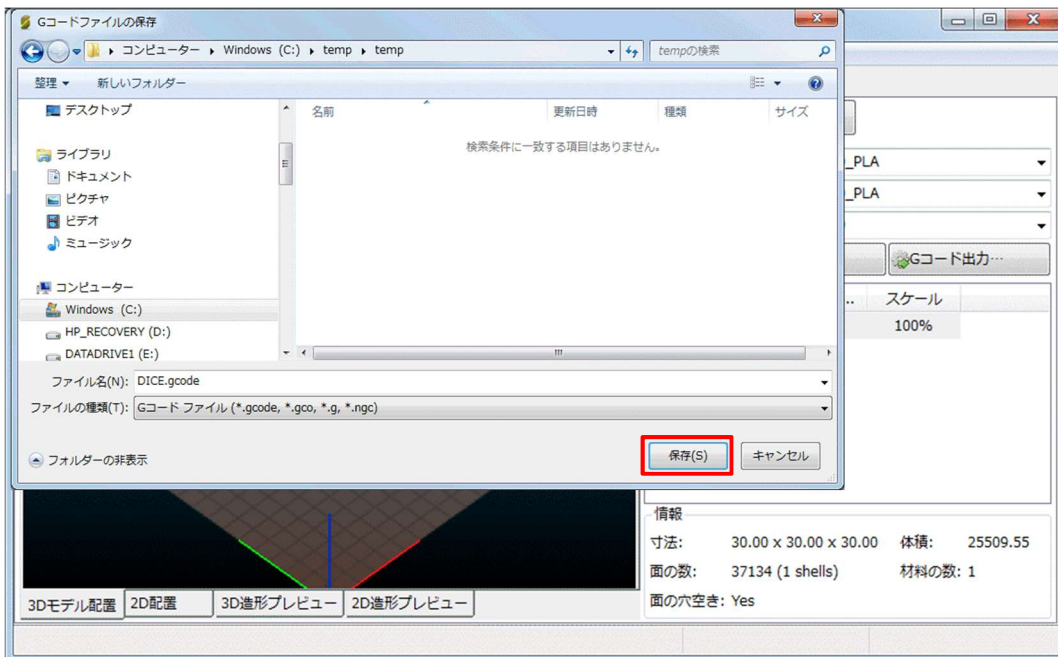 Gコードファイルの保存
コンピューター ▸ Windows (C:) ▸ temp ▸ temp
tempの検索
整理 ▼ 新しいフォルダー
デスクトップ
ライブラリ
ドキュメント
ピクチャ
ビデオ
ミュージック
コンピューター
Windows (C:)
HP_RECOVERY (D:)
DATADRIVE1 (E:)
名前 更新日時 種類 サイズ
検索条件に一致する項目はありません。
ファイル名(N): DICE.gcode
ファイルの種類(T): Gコード ファイル (*.gcode, *.gco, *.g, *.ngc)
フォルダーの非表示
保存(S) キャンセル
_PLA
_PLA
Gコード出力…
.. スケール
100%
情報
寸法: 30.00 x 30.00 x 30.00 体積: 25509.55
面の数: 37134 (1 shells) 材料の数: 1
面の穴空き: Yes
3Dモデル配置 2D配置 3D造形プレビュー 2D造形プレビュー